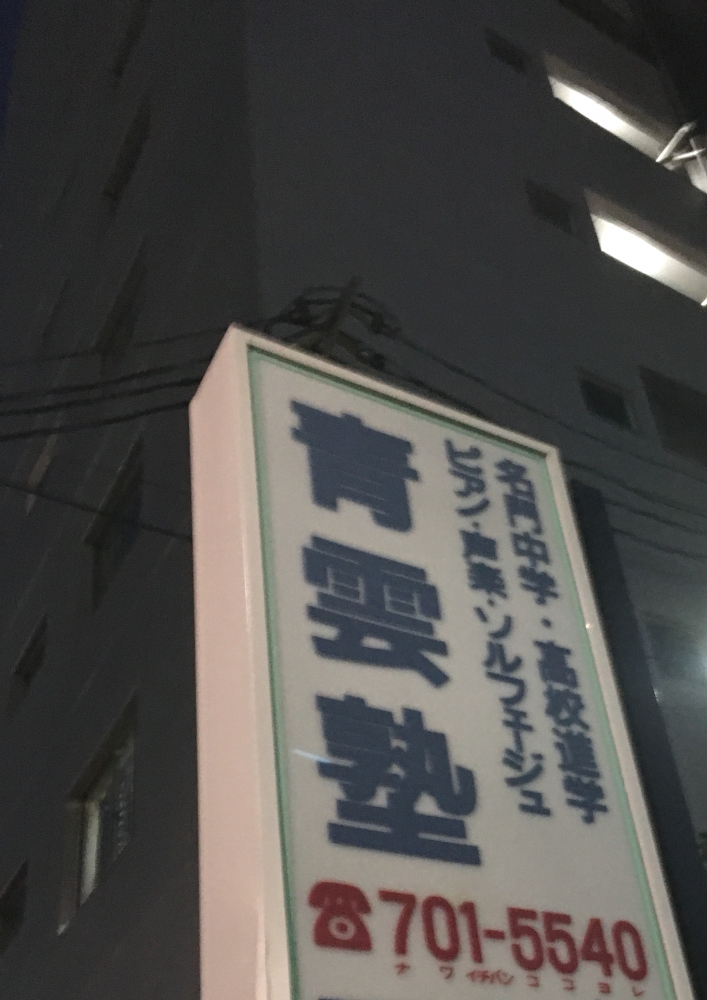 名門中学・高校進学
ピアノ・声楽・ソルフェージュ
青雲塾
☎701-5540
ナワイチバンココヨレ